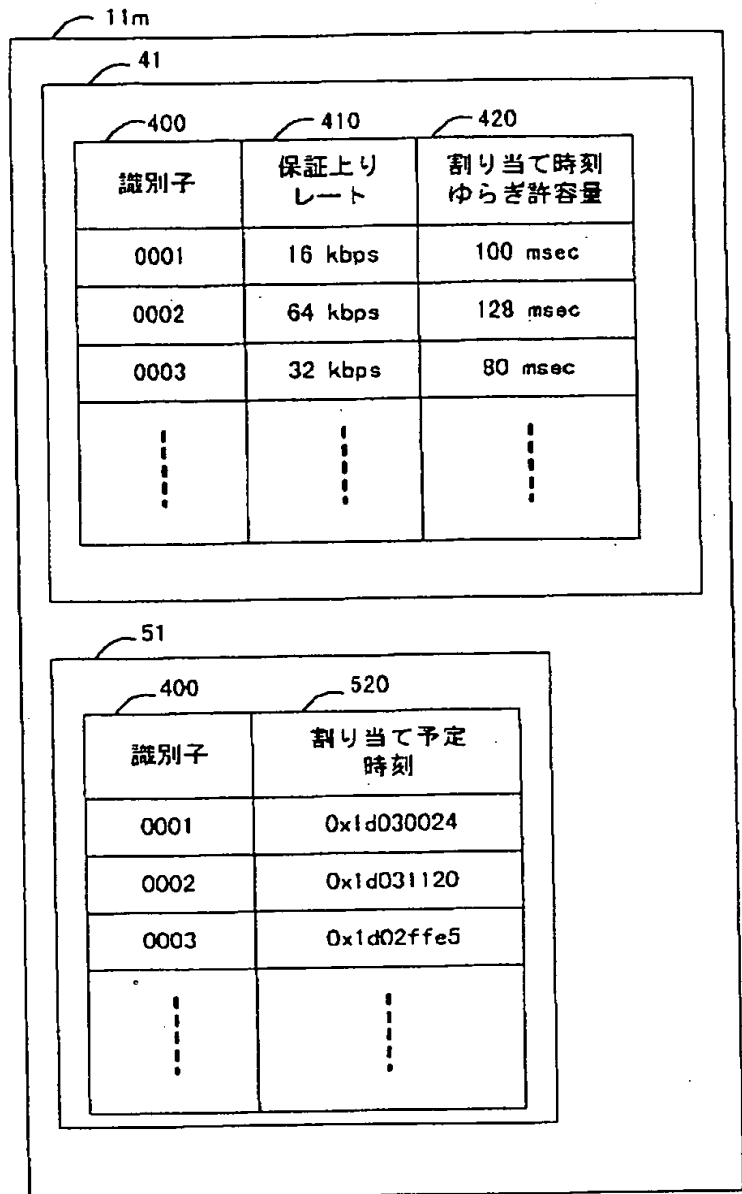 11m
41
400 410 420
識別子 保証上り
レート 割り当て時刻
ゆらぎ許容量
0001 16 kbps 100 msec
0002 64 kbps 128 msec
0003 32 kbps 80 msec
51
400 520
識別子 割り当て予定
時刻
0001 0x1d030024
0002 0x1d031120
0003 0x1d02ffe5